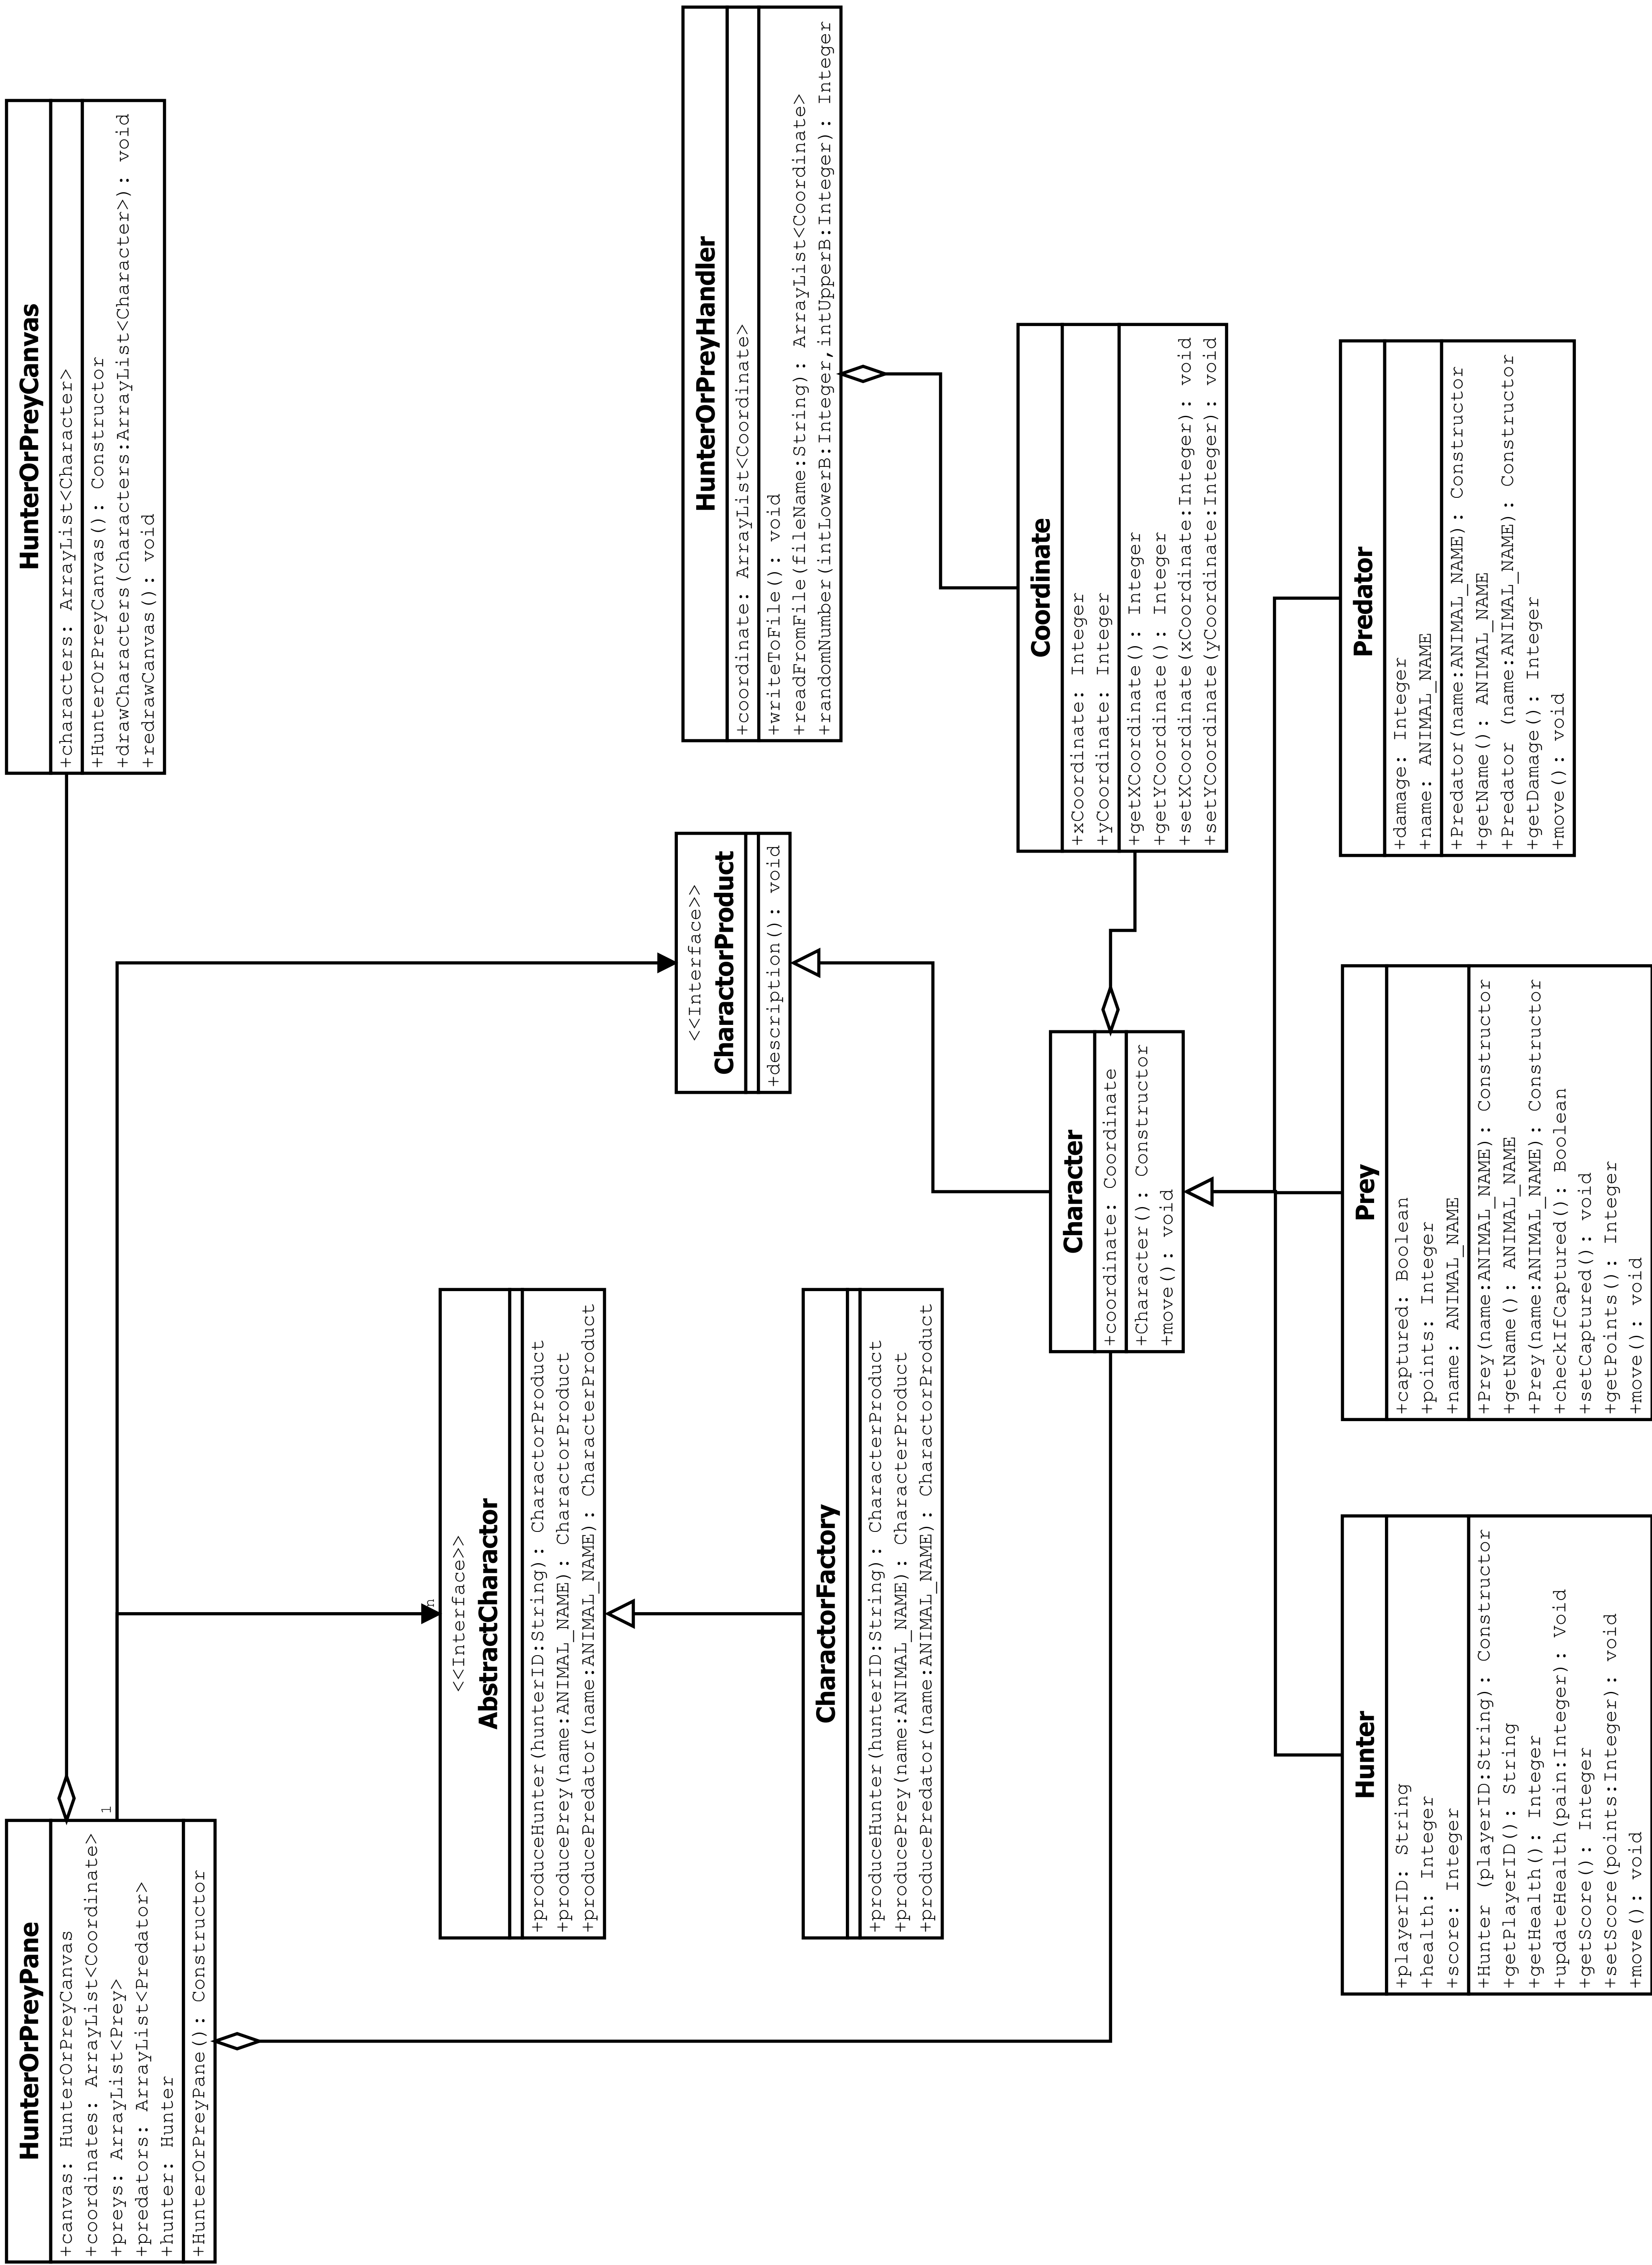 HunterOrPreyPane
+canvas: HunterOrPreyCanvas
+coordinates: ArrayList<Coordinate>
+preys: ArrayList<Prey>
+predators: ArrayList<Predator>
+hunter: Hunter
+HunterOrPreyPane(): Constructor
1
HunterOrPreyCanvas
+characters: ArrayList<Character>
+HunterOrPreyCanvas(): Constructor
+drawCharacters(characters:ArrayList<Character>): void
+redrawCanvas(): void
n
<<Interface>>
AbstractCharactor
+produceHunter(hunterID:String): CharactorProduct
+producePrey(name:ANIMAL_NAME): CharactorProduct
+producePredator(name:ANIMAL_NAME): CharacterProduct
<<Interface>>
CharactorProduct
+description(): void
HunterOrPreyHandler
+coordinate: ArrayList<Coordinate>
+writeToFile(): void
+readFromFile(fileName:String): ArrayList<Coordinate>
+randomNumber(intLowerB:Integer,intUpperB:Integer): Integer
CharactorFactory
+produceHunter(hunterID:String): CharacterProduct
+producePrey(name:ANIMAL_NAME): CharacterProduct
+producePredator(name:ANIMAL_NAME): CharactorProduct
Character
+coordinate: Coordinate
+Character(): Constructor
+move(): void
Coordinate
+xCoordinate: Integer
+yCoordinate: Integer
+getXCoordinate(): Integer
+getYCoordinate(): Integer
+setXCoordinate(xCoordinate:Integer): void
+setYCoordinate(yCoordinate:Integer): void
Hunter
+playerID: String
+health: Integer
+score: Integer
+Hunter (playerID:String): Constructor
+getPlayerID(): String
+getHealth(): Integer
+updateHealth(pain:Integer): Void
+getScore(): Integer
+setScore(points:Integer): void
+move(): void
Prey
+captured: Boolean
+points: Integer
+name: ANIMAL_NAME
+Prey(name:ANIMAL_NAME): Constructor
+getName(): ANIMAL_NAME
+Prey(name:ANIMAL_NAME): Constructor
+checkIfCaptured(): Boolean
+setCaptured(): void
+getPoints(): Integer
+move(): void
Predator
+damage: Integer
+name: ANIMAL_NAME
+Predator(name:ANIMAL_NAME): Constructor
+getName(): ANIMAL_NAME
+Predator (name:ANIMAL_NAME): Constructor
+getDamage(): Integer
+move(): void